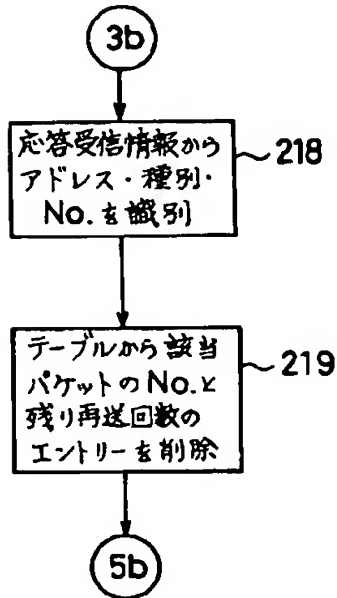 3b
応答受信情報から
アドレス・種別・
No.を識別
218
テーブルから該当
パケットのNo.と
残り再送回数の
エントリーを削除
219
5b